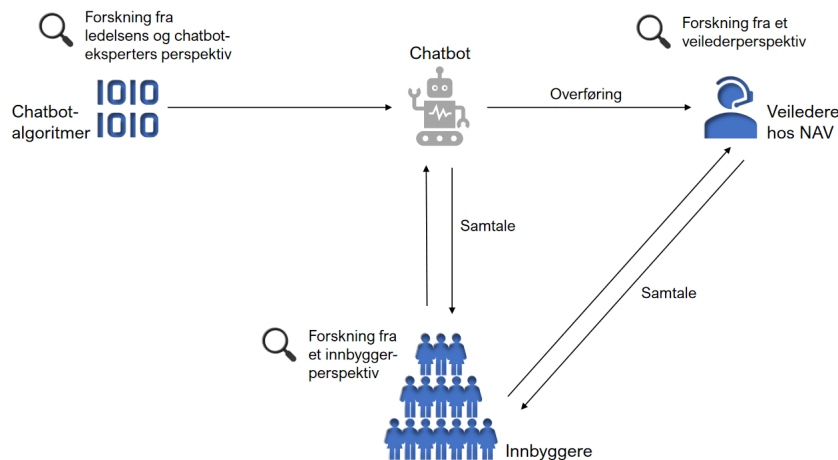 Forskning fra
ledelsens og chatbot-
eksperters perspektiv
Forskning fra et
veilederperspektiv
Chatbot
Chatbot-
algoritmer
Overføring
Veiledere
hos NAV
Samtale
Samtale
Forskning fra
et innbygger-
perspektiv
Innbyggere